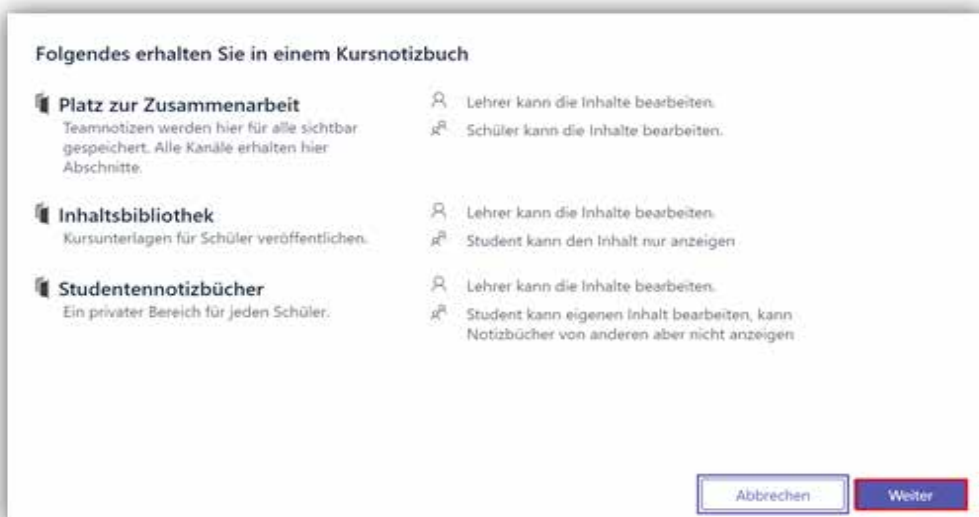 Folgendes erhalten Sie in einem Kursnotizbuch
Platz zur Zusammenarbeit
Teamnotizen werden hier für alle sichtbar
gespeichert. Alle Kanäle erhalten hier
Abschnitte.
Lehrer kann die Inhalte bearbeiten.
Schüler kann die Inhalte bearbeiten.
Inhaltsbibliothek
Kursunterlagen für Schüler veröffentlichen.
Lehrer kann die Inhalte bearbeiten.
Student kann den Inhalt nur anzeigen
Studentennotizbücher
Ein privater Bereich für jeden Schüler.
Lehrer kann die Inhalte bearbeiten.
Student kann eigenen Inhalt bearbeiten, kann
Notizbücher von anderen aber nicht anzeigen
Abbrechen
Weiter